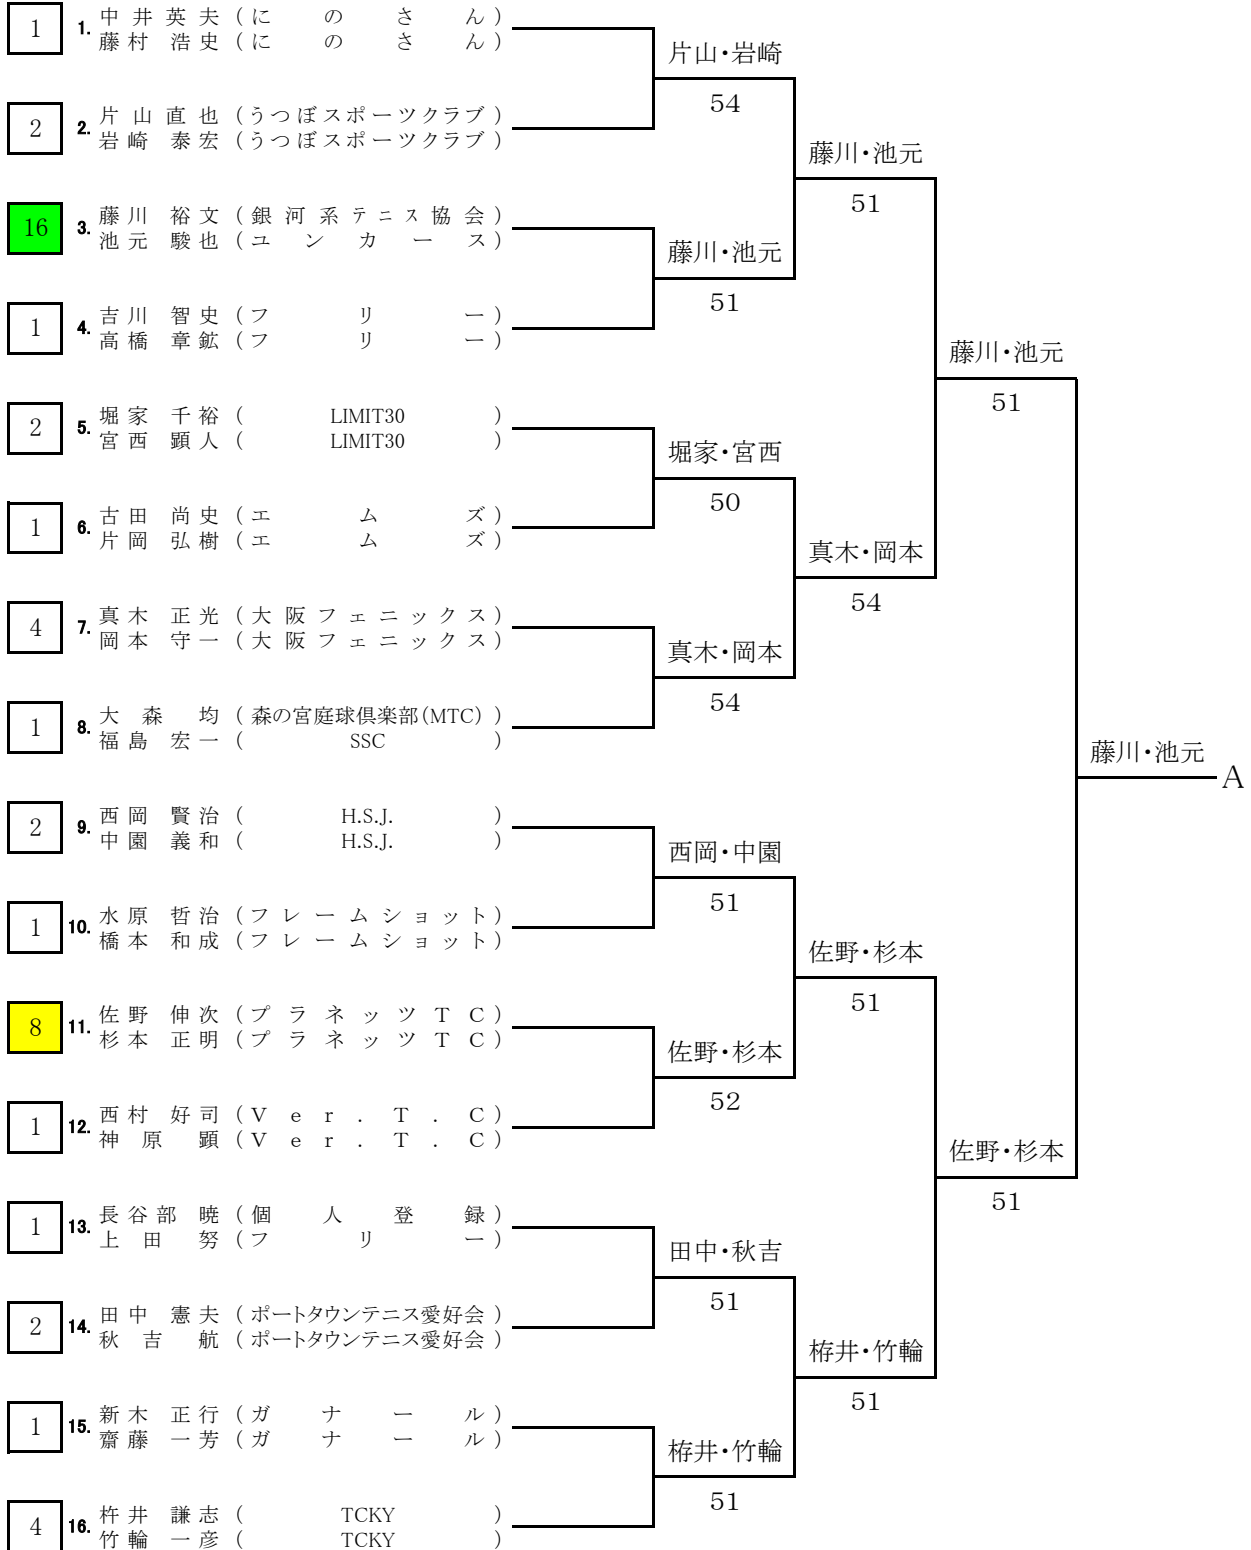 1 1. 中井英夫（にのさん）
藤村 浩史（にのさん）
片山・岩崎
54
2 2. 片山直也（うつぼスポーツクラブ）
岩崎 泰宏（うつぼスポーツクラブ）
藤川・池元
51
16 3. 藤川 裕文（銀河系テニス協会）
池元 駿也（ユンカース）
藤川・池元
51
1 4. 吉川 智史（フリー）
高橋 章鉱（フリー）
藤川・池元
51
2 5. 堀家 千裕（LIMIT30）
宮西 顕人（LIMIT30）
堀家・宮西
50
1 6. 古田 尚史（エムズ）
片岡 弘樹（エムズ）
真木・岡本
54
4 7. 真木 正光（大阪フェニックス）
岡本 守一（大阪フェニックス）
真木・岡本
54
1 8. 大森 均（森の宮庭球倶楽部(MTC)）
福島 宏一（SSC）
藤川・池元
A
2 9. 西岡 賢治（H.S.J.）
中園 義和（H.S.J.）
西岡・中園
51
1 10. 水原 哲治（フレームショット）
橋本 和成（フレームショット）
佐野・杉本
51
8 11. 佐野 伸次（プラネッツTC）
杉本 正明（プラネッツTC）
佐野・杉本
52
1 12. 西村 好司（Ver.T.C）
神原 顕（Ver.T.C）
佐野・杉本
51
1 13. 長谷部 暁（個人登録）
上田 努（フリー）
田中・秋吉
51
2 14. 田中 憲夫（ポートタウンテニス愛好会）
秋吉 航（ポートタウンテニス愛好会）
栫井・竹輪
51
1 15. 新木 正行（ガナール）
齋藤 一芳（ガナール）
栫井・竹輪
51
4 16. 杵井 謙志（TCKY）
竹輪 一彦（TCKY）